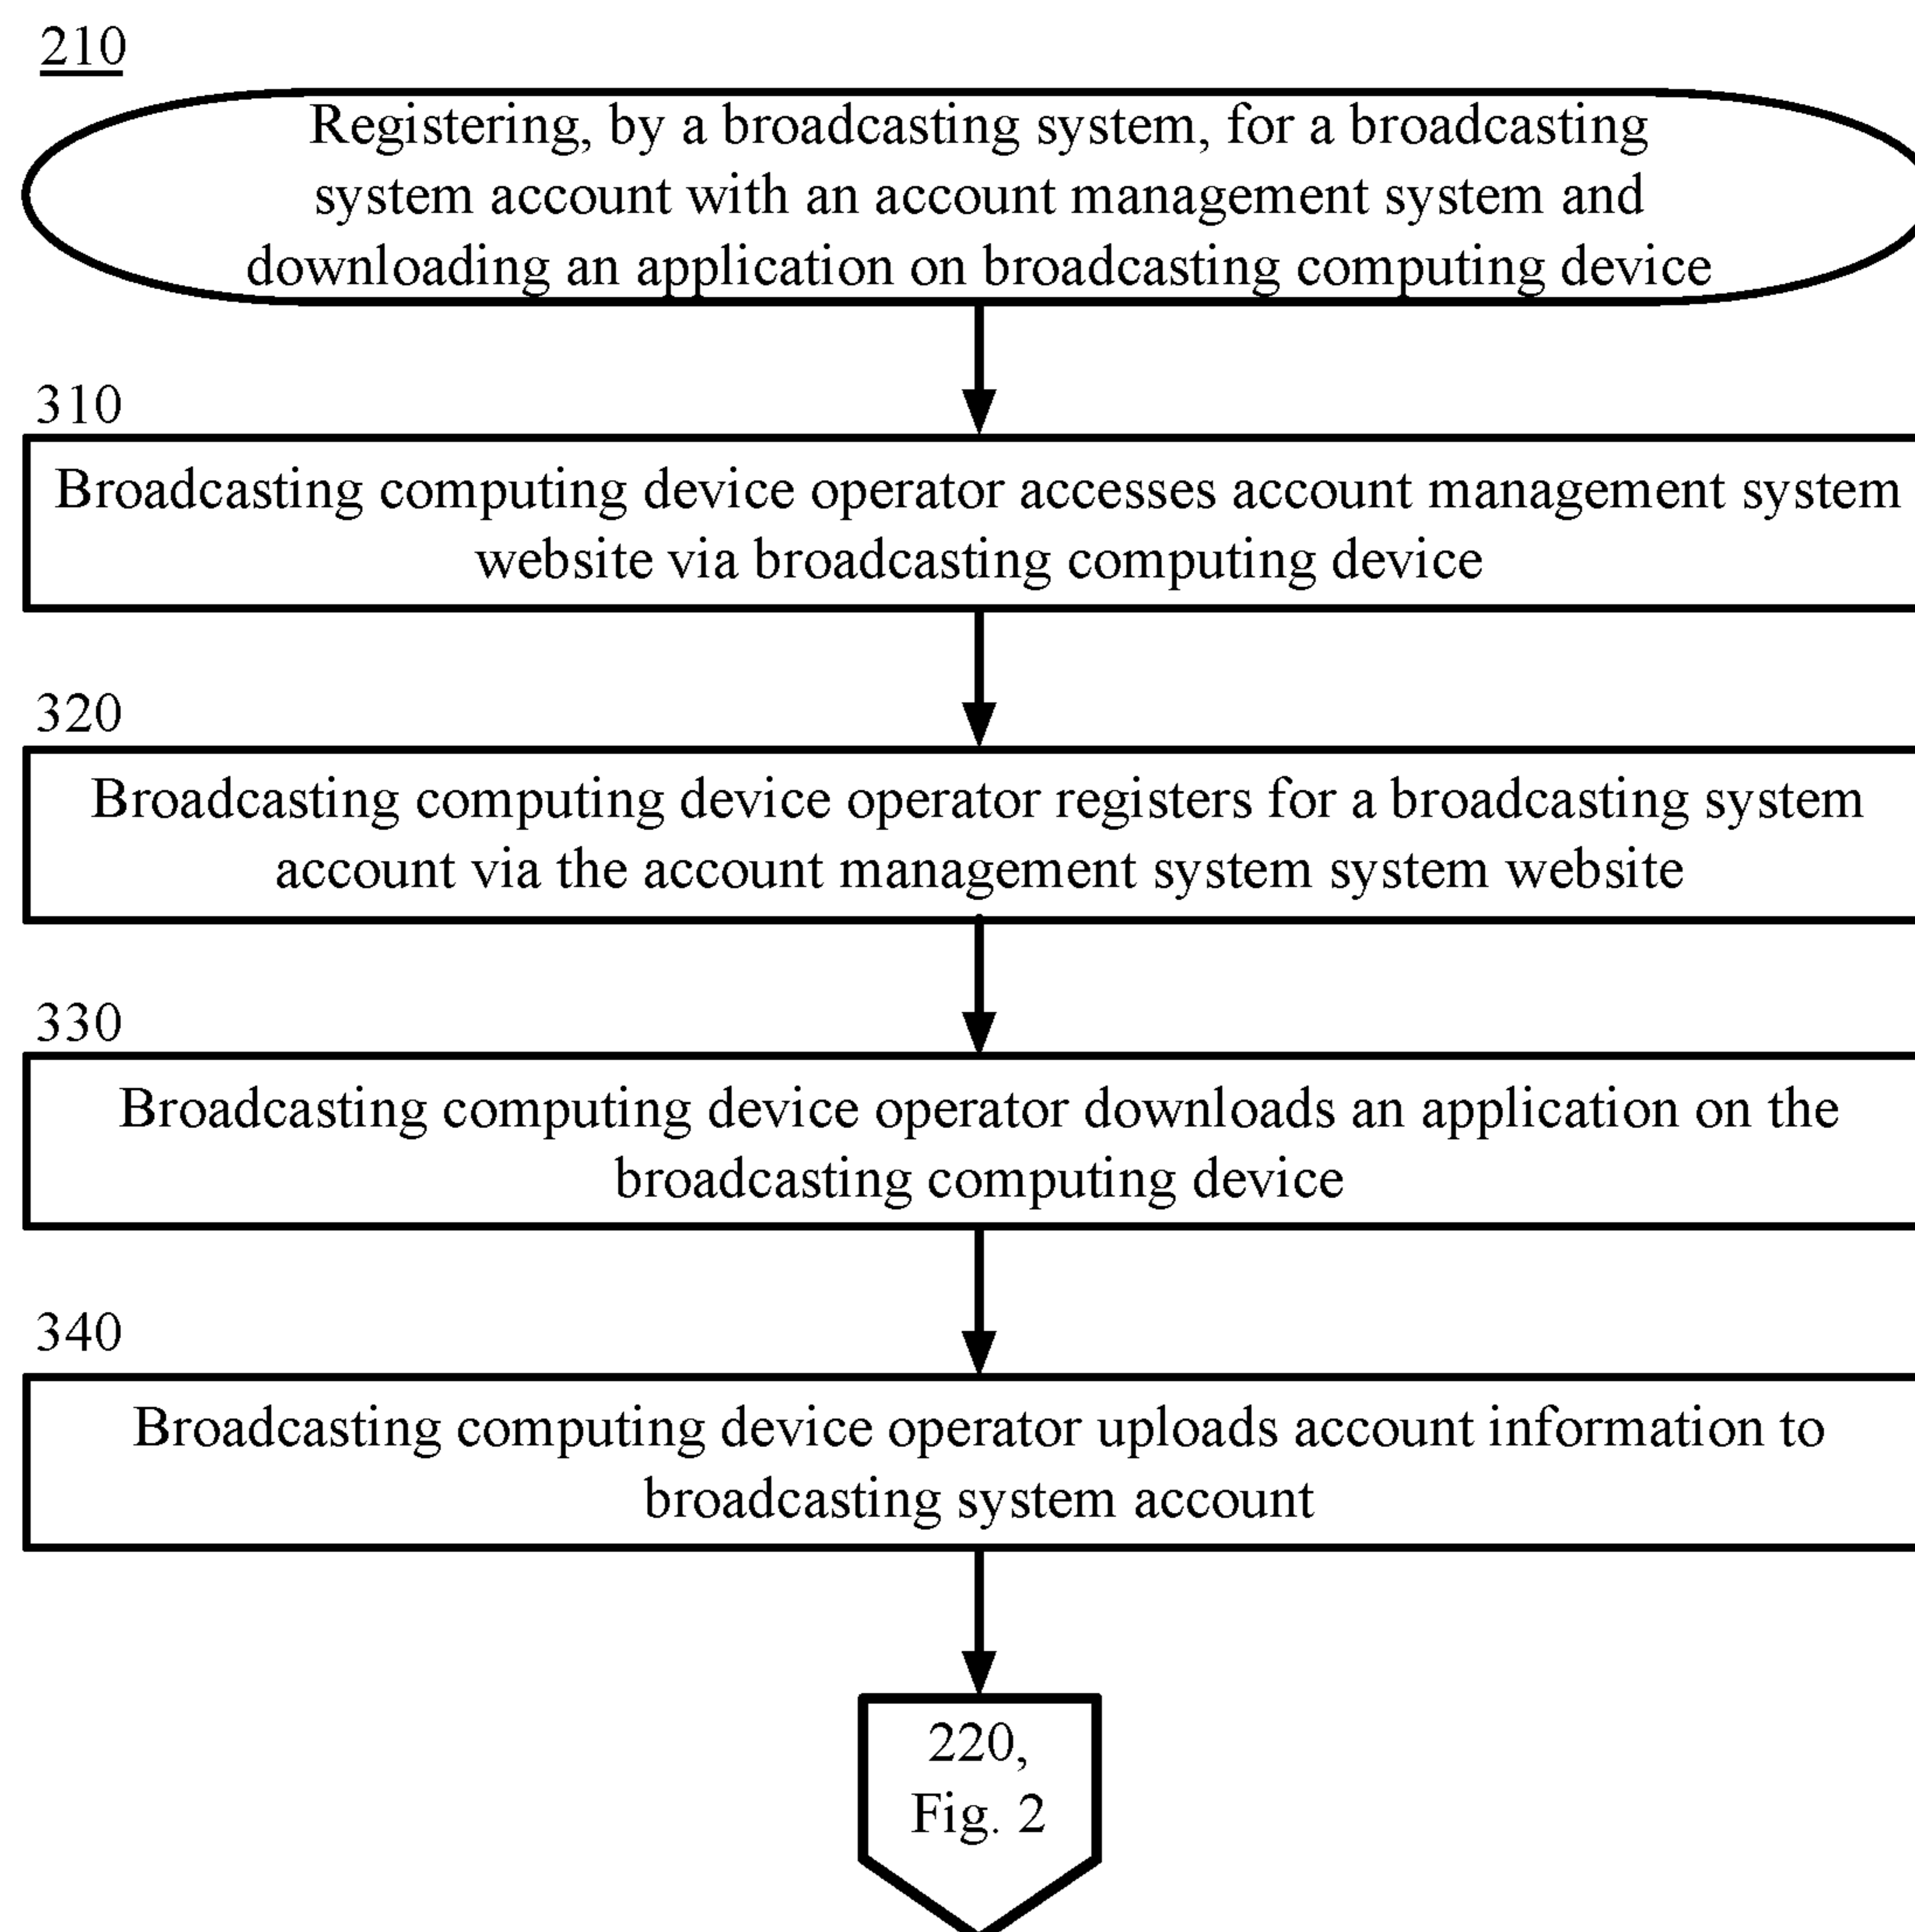 210
Registering, by a broadcasting system, for a broadcasting
system account with an account management system and
downloading an application on broadcasting computing device
310
Broadcasting computing device operator accesses account management system
website via broadcasting computing device
320
Broadcasting computing device operator registers for a broadcasting system
account via the account management system system website
330
Broadcasting computing device operator downloads an application on the
broadcasting computing device
340
Broadcasting computing device operator uploads account information to
broadcasting system account
220,
Fig. 2